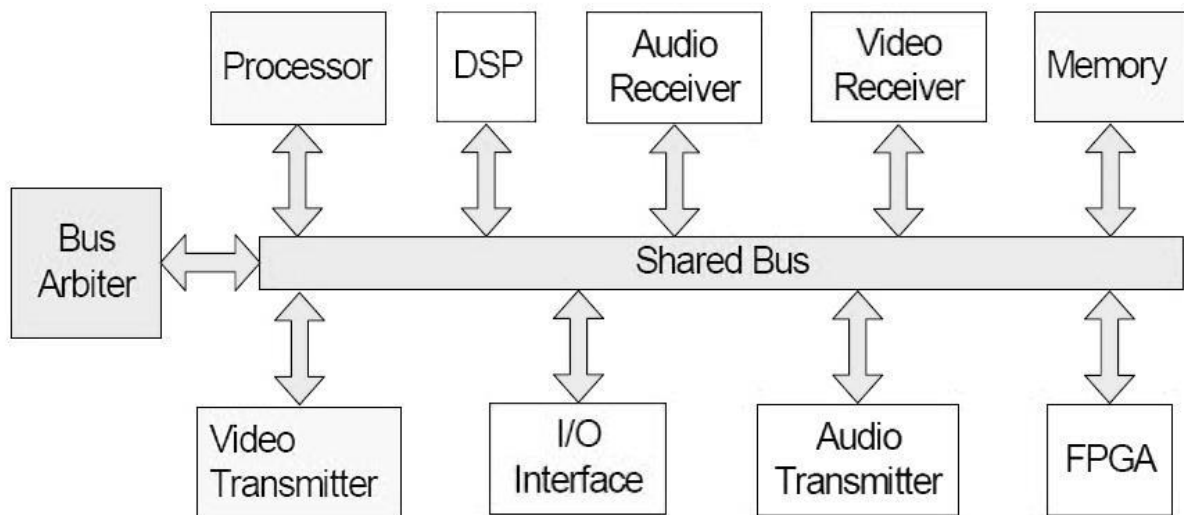 Processor
DSP
Audio
Receiver
Video
Receiver
Memory
Bus
Arbiter
Shared Bus
Video
Transmitter
I/O
Interface
Audio
Transmitter
FPGA